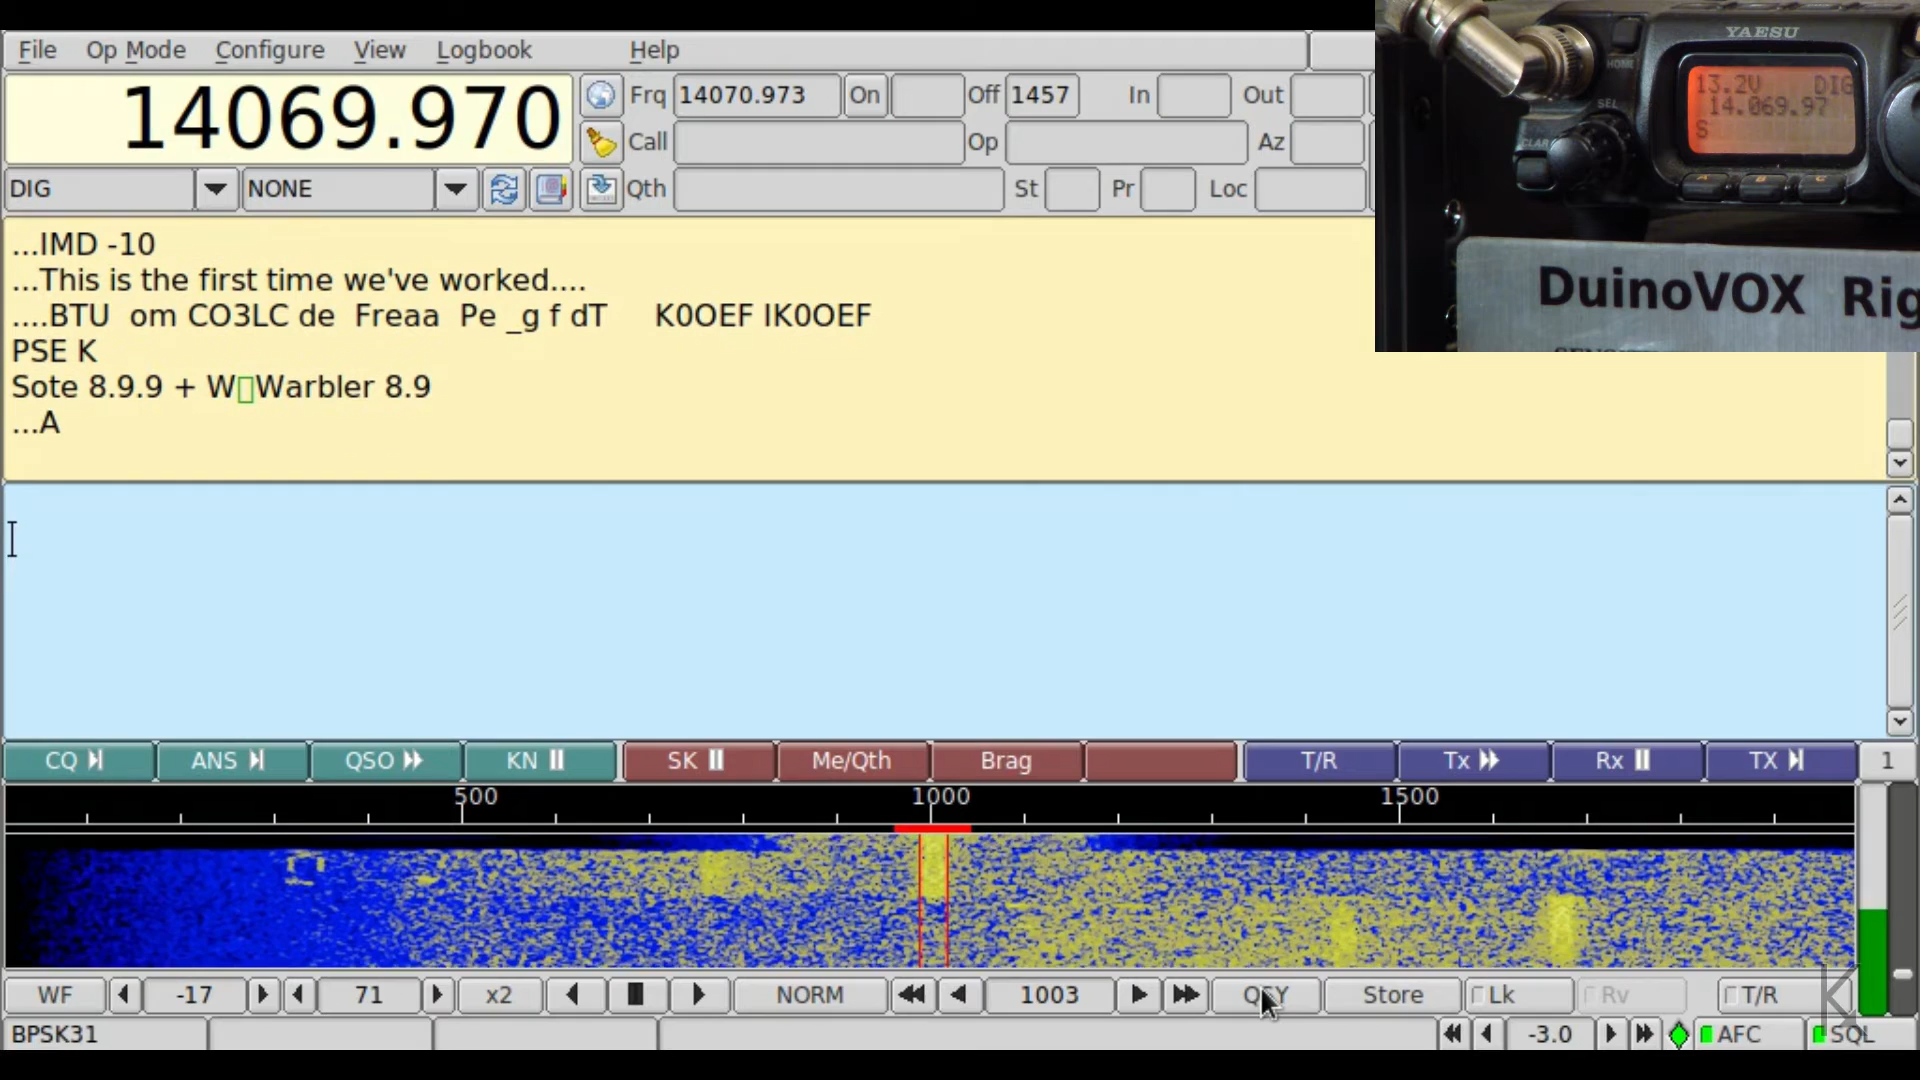 File Op Mode Configure View Logbook Help
14069.970 Frq 14070.973 On Off 1457 In Out
Call Op Az
DIG NONE Qth St Pr Loc
...IMD -10
...This is the first time we've worked....
....BTU om CO3LC de Freaa Pe _g f dT K0OEF IK0OEF
PSE K
Sote 8.9.9 + W Warbler 8.9
...A
CQ ANS QSO KN SK Me/Qth Brag T/R Tx Rx TX 1
500 1000 1500
WF -17 71 x2 NORM 1003 QSY Store Lk Rv T/R
BPSK31 -3.0 AFC SQL
YAESU
HOME
SEL
CLAR
13.2V DIG
14.069.97
S
A B C
DuinoVOX Rig
K